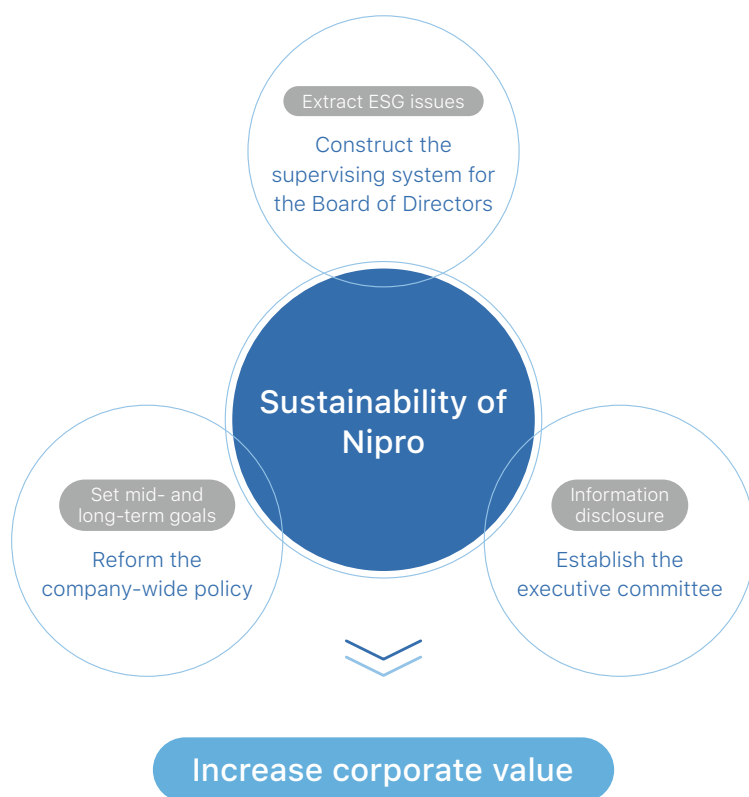 Extract ESG issues
Construct the
supervising system for
the Board of Directors
Sustainability of
Nipro
Set mid- and
long-term goals
Reform the
company-wide policy
Information
disclosure
Establish the
executive committee
Increase corporate value